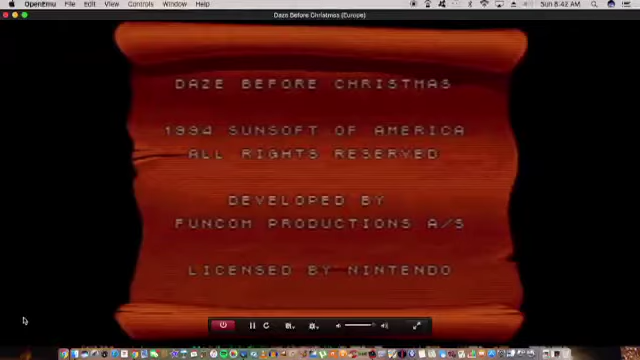 OpenEmu File Edit View Controls Window Help
Sun 8:42 AM
Daze Before Christmas (Europe)
DAZE BEFORE CHRISTMAS
1994 SUNSOFT OF AMERICA
ALL RIGHTS RESERVED
DEVELOPED BY
FUNCOM PRODUCTIONS A/S
LICENSED BY NINTENDO